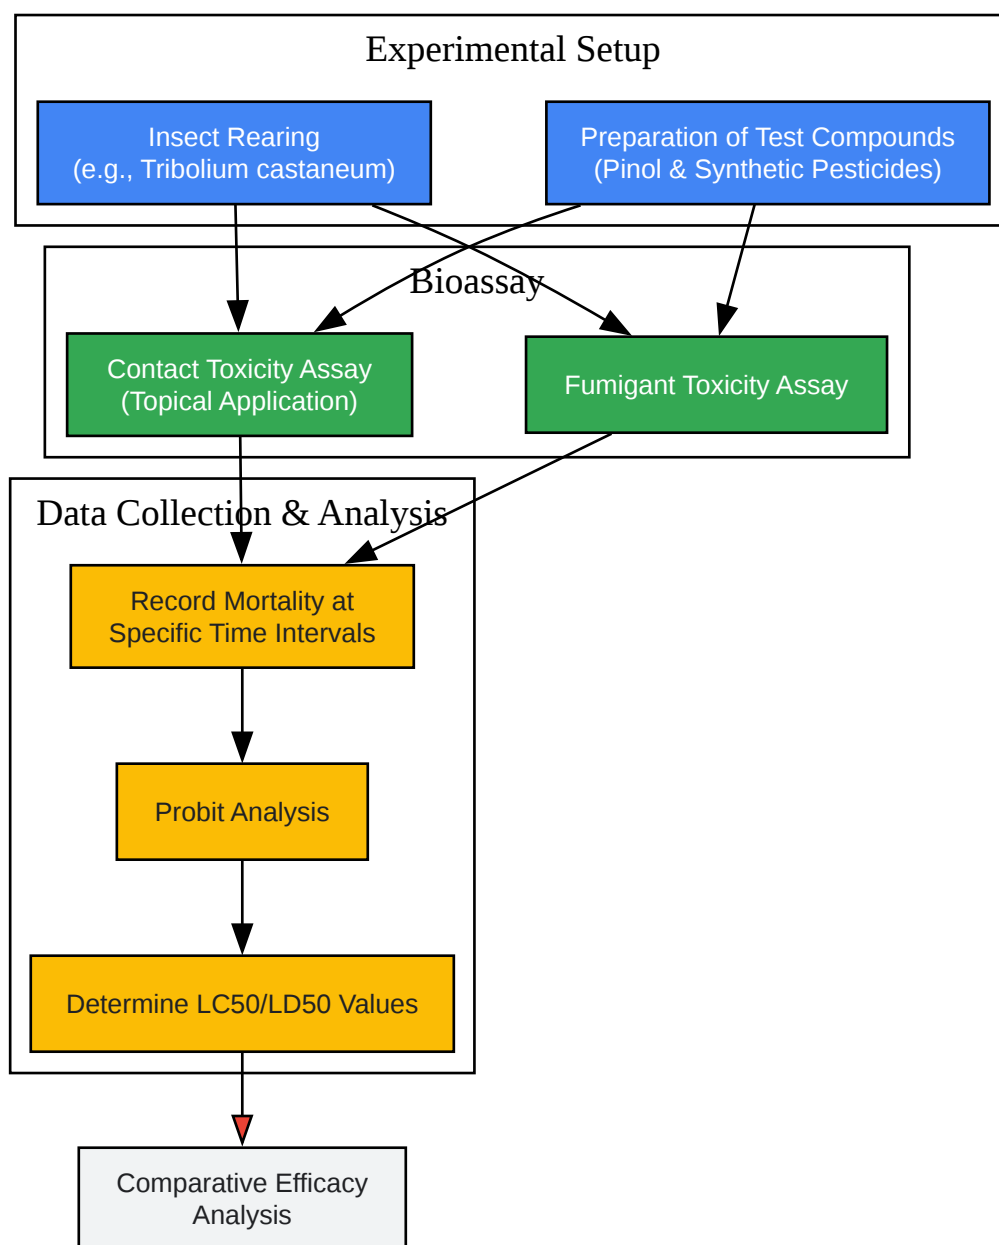 Experimental Setup
Insect Rearing
(e.g., Tribolium castaneum)
Preparation of Test Compounds
(Pinol & Synthetic Pesticides)
Bioassay
Contact Toxicity Assay
(Topical Application)
Fumigant Toxicity Assay
Data Collection & Analysis
Record Mortality at
Specific Time Intervals
Probit Analysis
Determine LC50/LD50 Values
Comparative Efficacy
Analysis